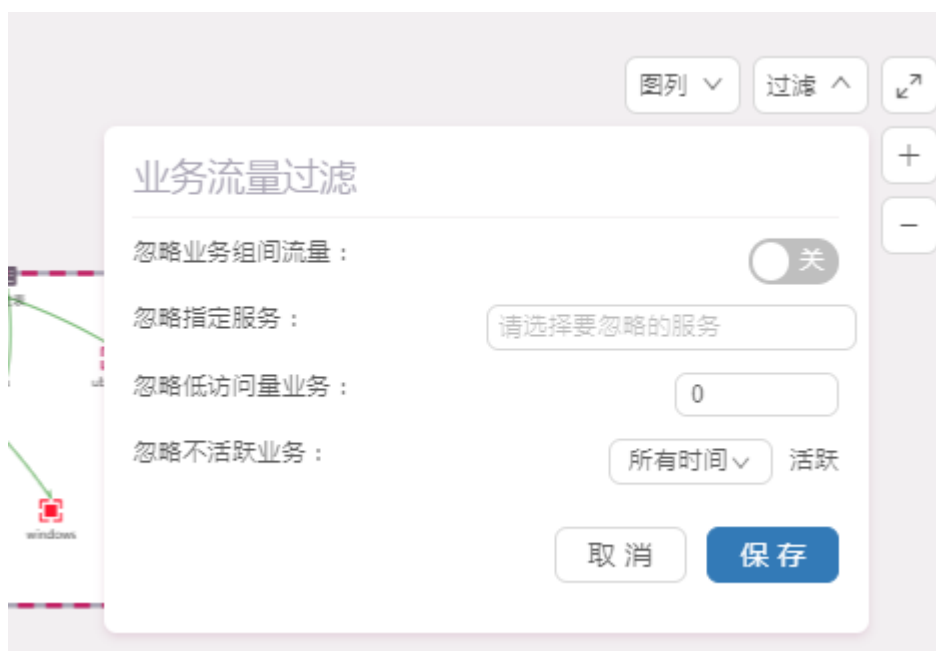 图列 过滤
业务流量过滤
忽略业务组间流量： 关
忽略指定服务： 请选择要忽略的服务
忽略低访问量业务： 0
忽略不活跃业务： 所有时间 活跃
windows
取消 保存